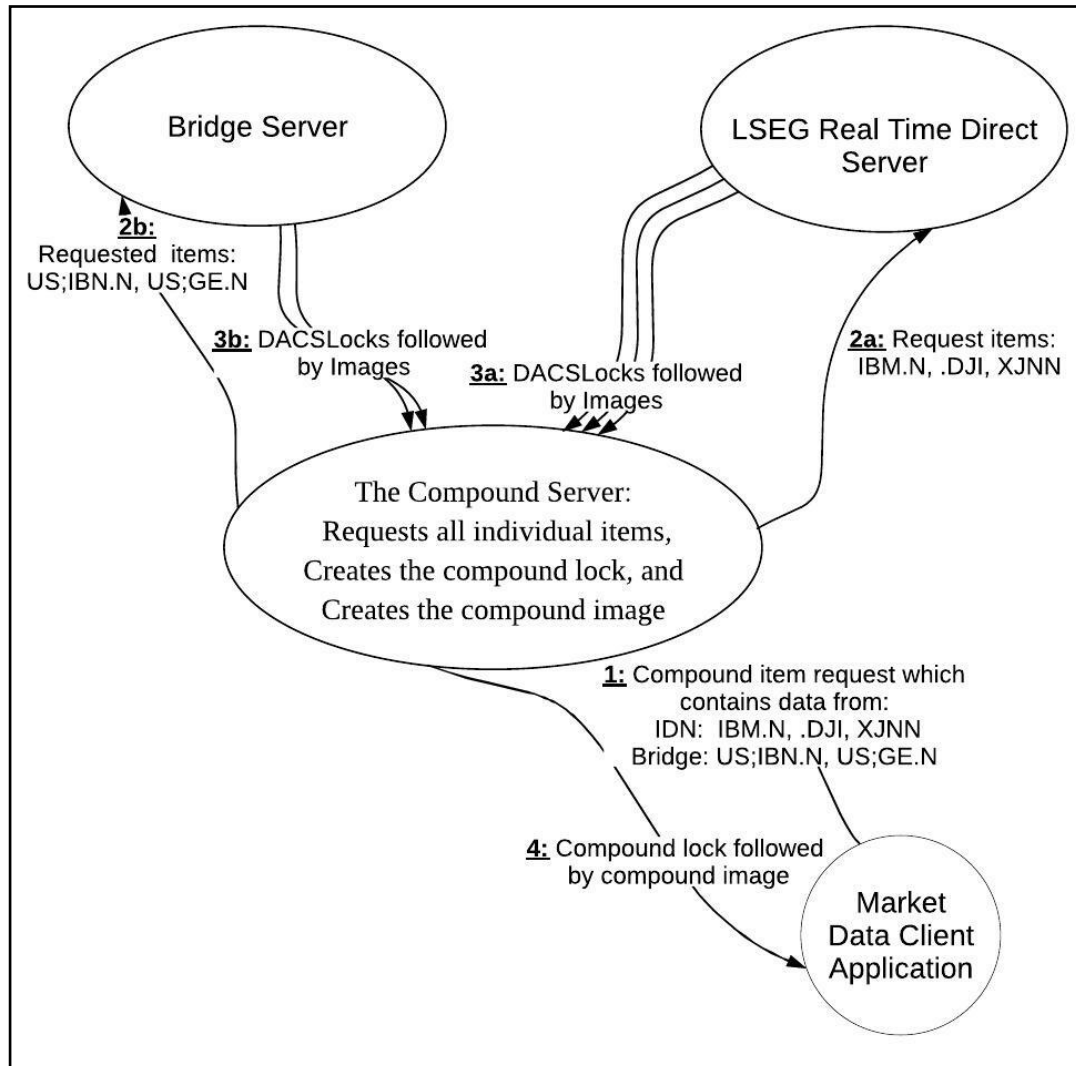 Bridge Server
LSEG Real Time Direct
Server
2b:
Requested items:
US;IBN.N, US;GE.N
3b: DACSLocks followed
by Images
3a: DACSLocks followed
by Images
2a: Request items:
IBM.N, .DJI, XJNN
The Compound Server:
Requests all individual items,
Creates the compound lock, and
Creates the compound image
1: Compound item request which
contains data from:
IDN: IBM.N, .DJI, XJNN
Bridge: US;IBN.N, US;GE.N
4: Compound lock followed
by compound image
Market
Data Client
Application